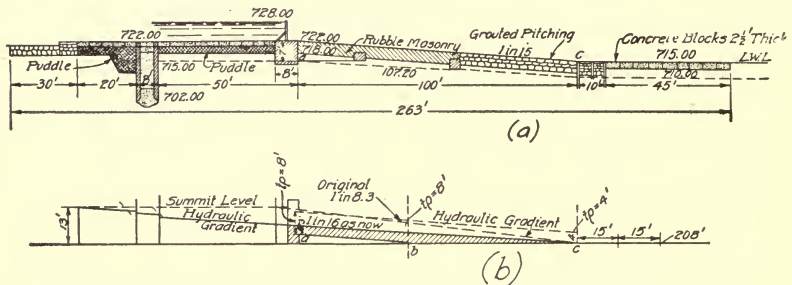 728.00
722.00
722.00
718.00
Rubble Masonry
Grouted Pitching
1 in 15
Concrete Blocks 2½' Thick
715.00
L.W.L
Puddle
715.00
Puddle
a
107.20
c
710.00
8'
8'
30'
20'
50'
100'
10'
45'
702.00
263'
(a)
tp=8'
Original
1 in 8.3
tp=8'
tp=4'
Summit Level
Hydraulic
Gradient
1 in 16 as now
Hydraulic Gradient
13'
a
b
c
15'
15'
208'
(b)